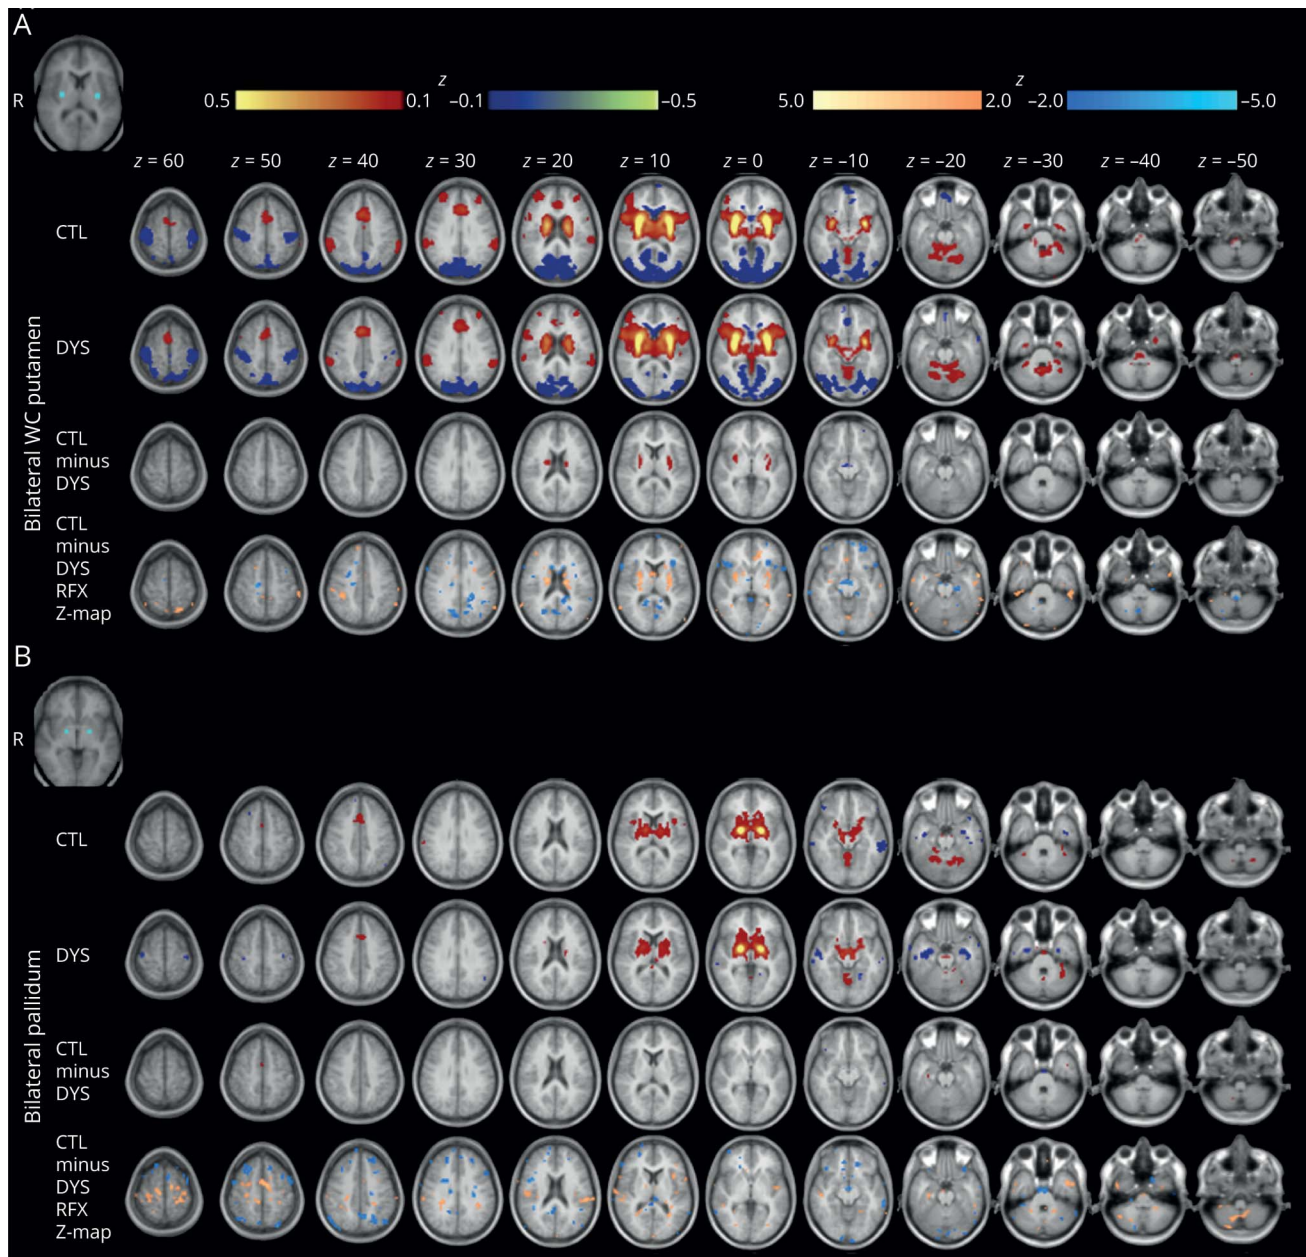 A
R
0.5 0.1 z –0.1 –0.5 5.0 2.0 z –2.0 –5.0
z = 60 z = 50 z = 40 z = 30 z = 20 z = 10 z = 0 z = –10 z = –20 z = –30 z = –40 z = –50
Bilateral WC putamen
CTL
DYS
CTL
minus
DYS
CTL
minus
DYS
RFX
Z-map
B
R
Bilateral pallidum
CTL
DYS
CTL
minus
DYS
CTL
minus
DYS
RFX
Z-map